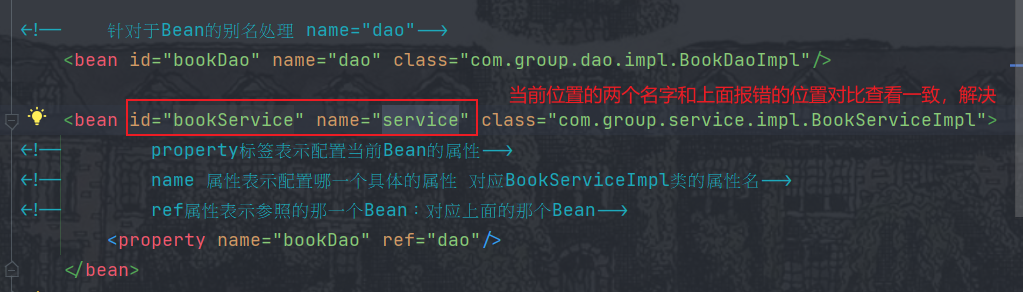 <!--    针对于Bean的别名处理 name="dao"-->
<bean id="bookDao" name="dao" class="com.group.dao.impl.BookDaoImpl"/>
当前位置的两个名字和上面报错的位置对比查看一致，解决
<bean id="bookService" name="service" class="com.group.service.impl.BookServiceImpl">
<!--        property标签表示配置当前Bean的属性-->
<!--        name 属性表示配置哪一个具体的属性 对应BookServiceImpl类的属性名-->
<!--        ref属性表示参照的那一个Bean：对应上面的那个Bean-->
<property name="bookDao" ref="dao"/>
</bean>